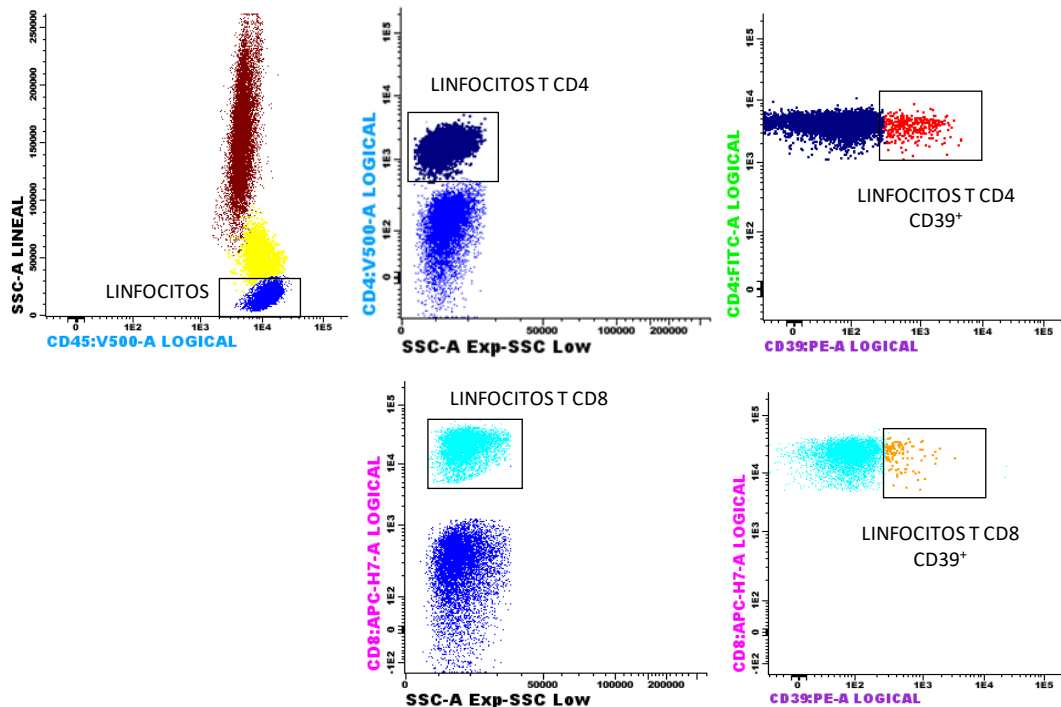 250000
200000
150000
100000
50000
0
SSC-A LINEAL
LINFOCITOS
0
1E2
1E3
1E4
1E5
CD45:V500-A LOGICAL
1E5
1E4
1E3
1E2
0
CD4:V500-A LOGICAL
LINFOCITOS T CD4
0
50000
100000
200000
SSC-A Exp-SSC Low
1E5
1E4
1E3
1E2
0
CD4:FITC-A LOGICAL
LINFOCITOS T CD4
CD39+
0
1E2
1E3
1E4
1E5
CD39:PE-A LOGICAL
1E5
1E4
1E3
1E2
0
-1E2
CD8:APC-H7-A LOGICAL
LINFOCITOS T CD8
0
50000
100000
200000
SSC-A Exp-SSC Low
1E5
1E4
1E3
1E2
0
-1E2
CD8:APC-H7-A LOGICAL
LINFOCITOS T CD8
CD39+
0
1E2
1E3
1E4
1E5
CD39:PE-A LOGICAL